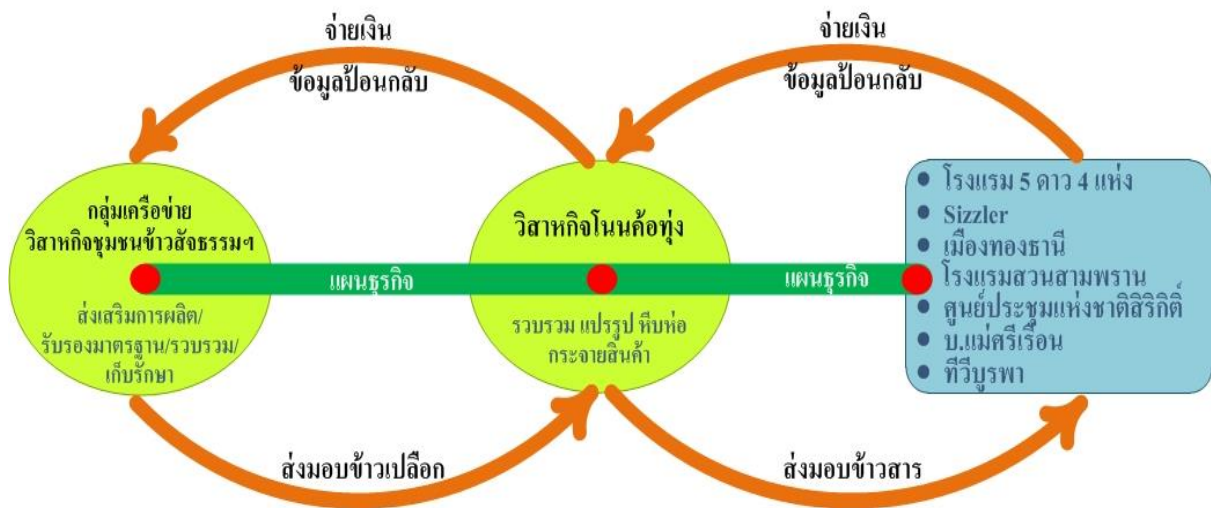 จ่ายเงิน
ข้อมูลป้อนกลับ
จ่ายเงิน
ข้อมูลป้อนกลับ
กลุ่มเครือข่าย
วิสาหกิจชุมชนข้าวสัจธรรมฯ
ส่งเสริมการผลิต/
รับรองมาตรฐาน/รวบรวม/
เก็บรักษา
แผนธุรกิจ
วิสาหกิจโนนค้อทุ่ง
รวบรวม แปรรูป หีบห่อ
กระจายสินค้า
แผนธุรกิจ
โรงแรม 5 ดาว 4 แห่ง
Sizzler
เมืองทองธานี
โรงแรมสวนสามพราน
ศูนย์ประชุมแห่งชาติสิริกิติ์
บ.แม่ศรีเรือน
ทีวีบูรพา
ส่งมอบข้าวเปลือก
ส่งมอบข้าวสาร